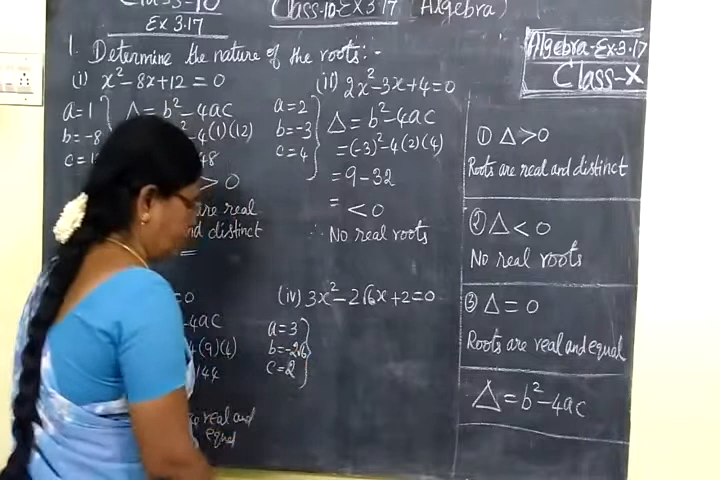 Class-10
Ex 3.17
Class-10-EX 3.17 (Algebra)
Algebra-Ex-3.17
Class-X
1. Determine the nature of the roots:-
(i) x²-8x+12=0
a=1
b=-8
Δ=b²-4ac
-4(1)(12)
48
>0
are real
and distinct
=0
4ac
4(9)(4)
144
real and
equal
2x²-3x+4=0
a=2
b=-3
c=4
Δ=b²-4ac
=(-3)²-4(2)(4)
=9-32
= <0
∴ No real roots
(iv) 3x²-2√6x+2=0
a=3
b=-2√6
c=2
① Δ>0
Roots are real and distinct
② Δ<0
No real roots
③ Δ=0
Roots are real and equal
Δ=b²-4ac